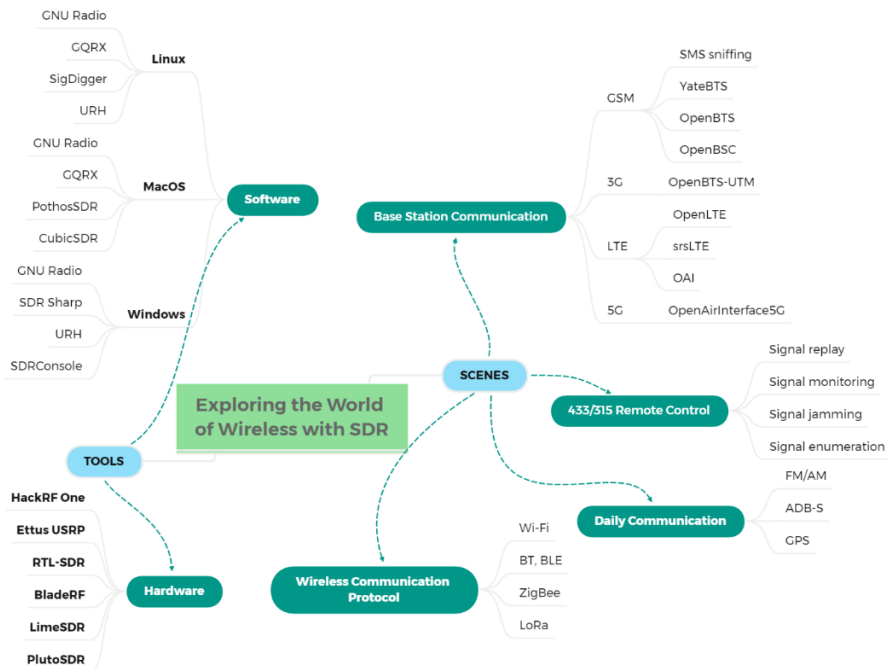 GNU Radio
GQRX
SigDigger
URH
Linux
GNU Radio
GQRX
PothosSDR
CubicSDR
MacOS
GNU Radio
SDR Sharp
URH
SDRConsole
Windows
Software
Exploring the World
of Wireless with SDR
TOOLS
HackRF One
Ettus USRP
RTL-SDR
BladeRF
LimeSDR
PlutoSDR
Hardware
SCENES
Base Station Communication
GSM
SMS sniffing
YateBTS
OpenBTS
OpenBSC
3G
OpenBTS-UTM
LTE
OpenLTE
srsLTE
OAI
5G
OpenAirInterface5G
433/315 Remote Control
Signal replay
Signal monitoring
Signal jamming
Signal enumeration
Daily Communication
FM/AM
ADB-S
GPS
Wireless Communication
Protocol
Wi-Fi
BT, BLE
ZigBee
LoRa